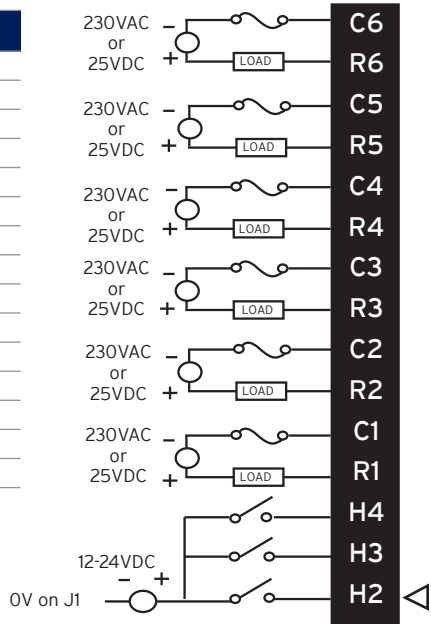 230VAC
or
25VDC
−
+
LOAD
C6
R6
230VAC
or
25VDC
−
+
LOAD
C5
R5
230VAC
or
25VDC
−
+
LOAD
C4
R4
230VAC
or
25VDC
−
+
LOAD
C3
R3
230VAC
or
25VDC
−
+
LOAD
C2
R2
230VAC
or
25VDC
−
+
LOAD
C1
R1
H4
H3
12-24VDC
− +
0V on J1
H2